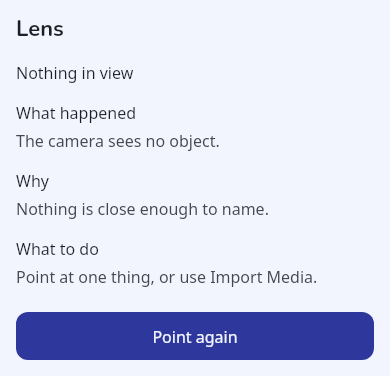 Lens
Nothing in view
What happened
The camera sees no object.
Why
Nothing is close enough to name.
What to do
Point at one thing, or use Import Media.
Point again